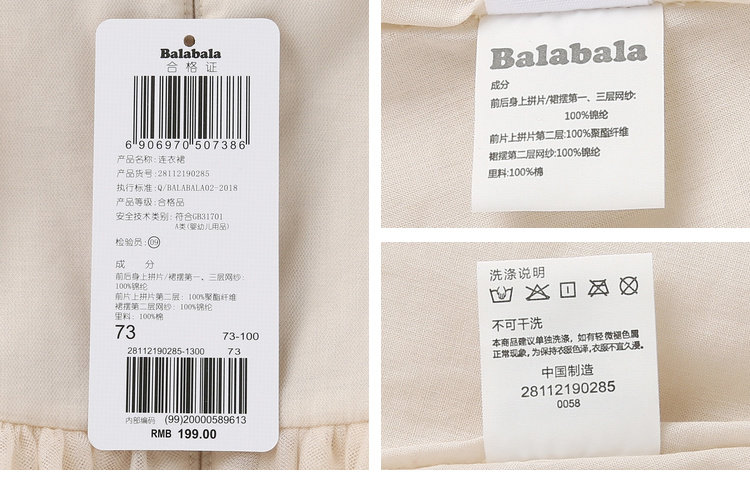 Balabala
合格证
6 906970 507386
产品名称: 连衣裙
产品货号: 28112190285
执行标准: Q/BALABALA02-2018
产品等级: 合格品
安全技术类别: 符合GB31701
A类(婴幼儿用品)
检验员: 09
成 分
前后身上拼片/裙摆第一、三层网纱:
100%锦纶
前片上拼片第二层: 100%聚酯纤维
裙摆第二层网纱: 100%锦纶
里料: 100%棉
73 73-100
28112190285-1300 73
内部编码 (99)20000589613
RMB 199.00
Balabala
成分
前后身上拼片/裙摆第一、三层网纱:
100%锦纶
前片上拼片第二层:100%聚酯纤维
裙摆第二层网纱:100%锦纶
里料:100%棉
洗涤说明
不可干洗
本商品建议单独洗涤, 如有轻微褪色属
正常现象, 为保持衣服色泽, 衣服不宜久浸。
中国制造
28112190285
0058